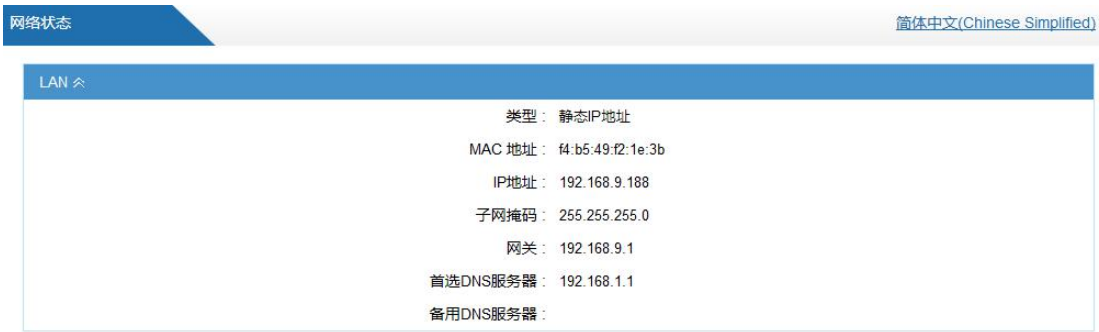 网络状态
简体中文(Chinese Simplified)
LAN
类型: 静态IP地址
MAC 地址: f4:b5:49:f2:1e:3b
IP地址: 192.168.9.188
子网掩码: 255.255.255.0
网关: 192.168.9.1
首选DNS服务器: 192.168.1.1
备用DNS服务器: